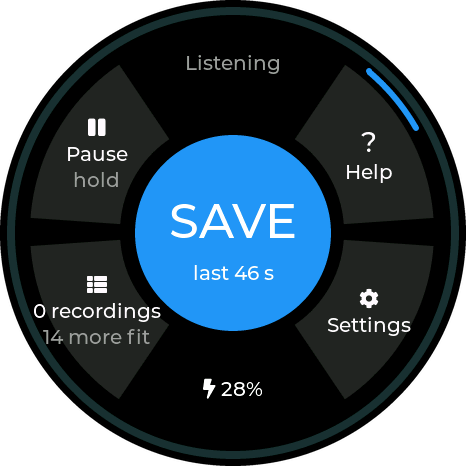 Listening
Pause
hold
?
Help
SAVE
last 46 s
0 recordings
14 more fit
Settings
28%